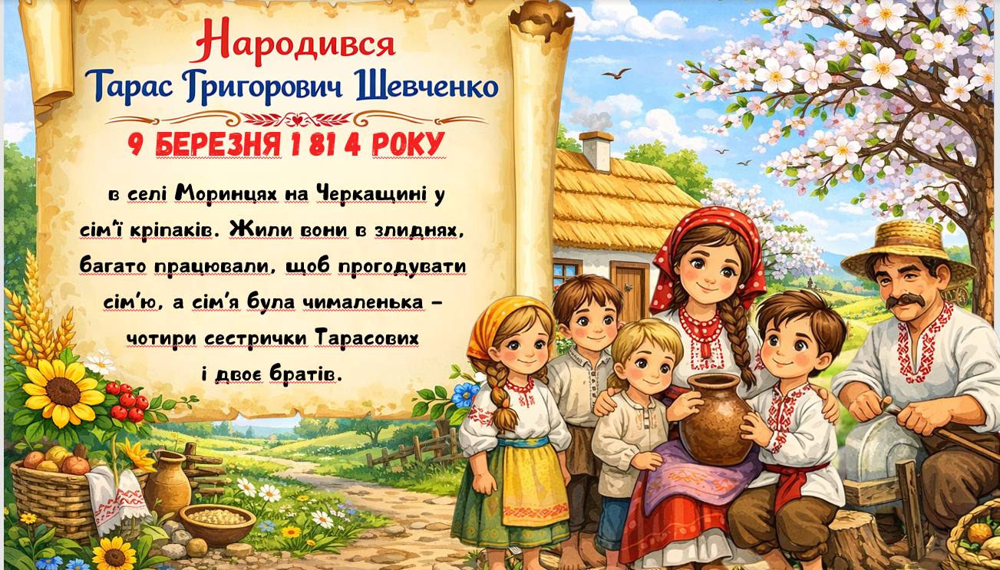 Народився
Тарас Григорович Шевченко
9 БЕРЕЗНЯ 1 81 4 РОКУ
в селі Моринцях на Черкащині у
сім'ї кріпаків. Жили вони в злиднях,
багато працювали, щоб прогодувати
сім'ю, а сім'я була чималенька –
чотири сестрички Тарасових
і двоє братів.